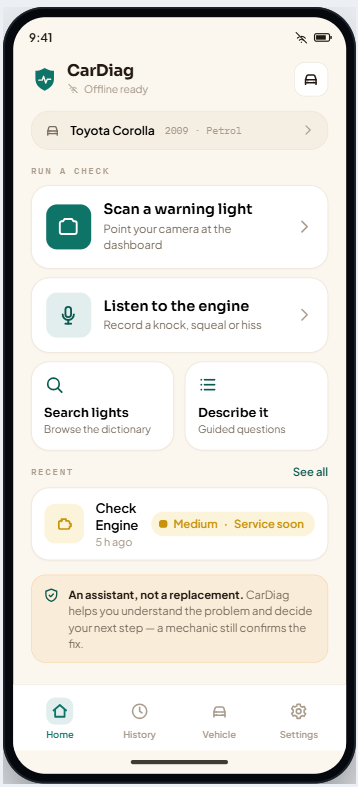 9:41
CarDiag
Offline ready
Toyota Corolla 2009 · Petrol
RUN A CHECK
Scan a warning light
Point your camera at the
dashboard
Listen to the engine
Record a knock, squeal or hiss
Search lights
Browse the dictionary
Describe it
Guided questions
RECENT
See all
Check
Engine
5 h ago
Medium · Service soon
An assistant, not a replacement. CarDiag
helps you understand the problem and decide
your next step — a mechanic still confirms the
fix.
Home
History
Vehicle
Settings